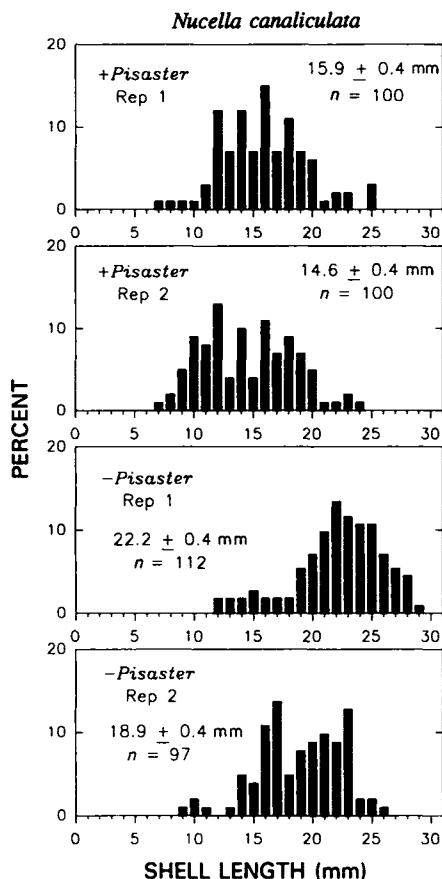 Nucella canaliculata
+Pisaster
Rep 1
15.9 ± 0.4 mm
n = 100
20
10
0
0 5 10 15 20 25 30
+Pisaster
Rep 2
14.6 ± 0.4 mm
n = 100
20
10
0
0 5 10 15 20 25 30
PERCENT
−Pisaster
Rep 1
22.2 ± 0.4 mm
n = 112
20
10
0
0 5 10 15 20 25 30
−Pisaster
Rep 2
18.9 ± 0.4 mm
n = 97
20
10
0
0 5 10 15 20 25 30
SHELL LENGTH (mm)